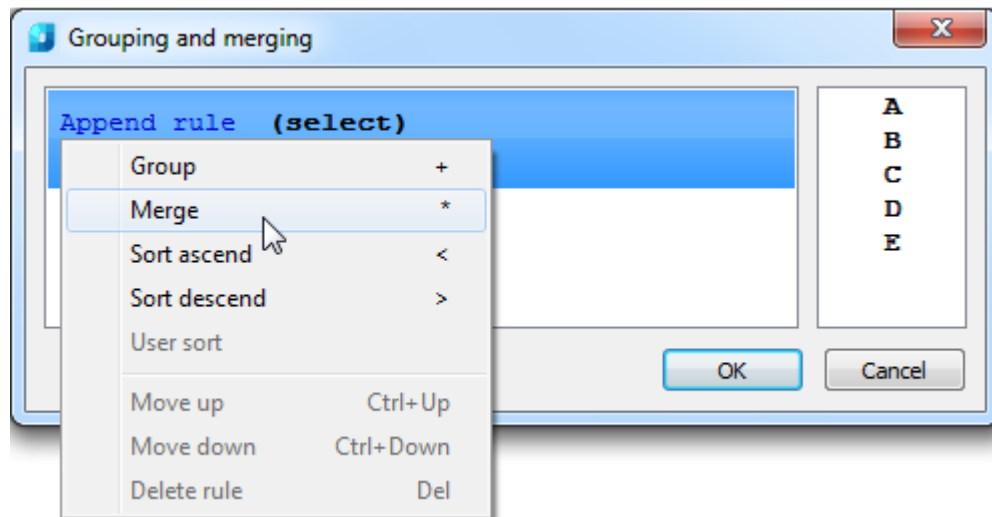 Grouping and merging
Append rule (select)
A
B
C
D
E
Group +
Merge *
Sort ascend <
Sort descend >
User sort
Move up Ctrl+Up
Move down Ctrl+Down
Delete rule Del
OK Cancel